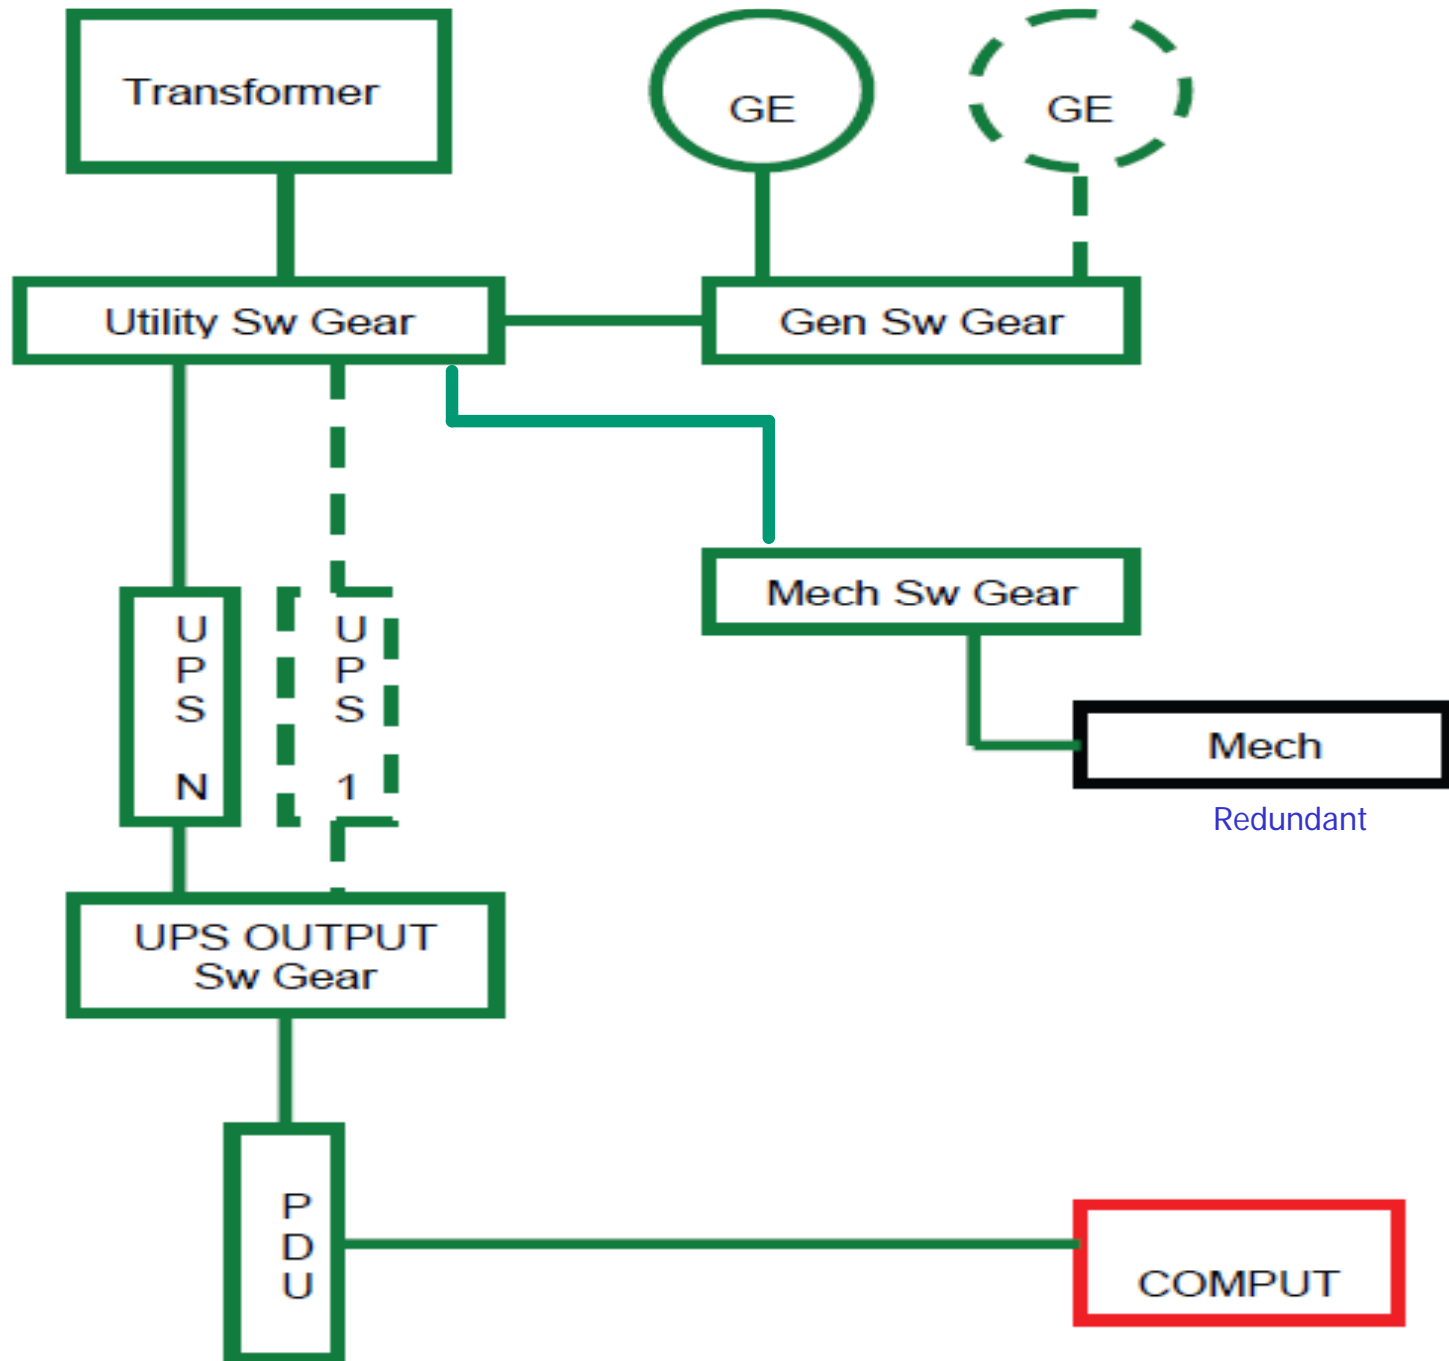 Transformer
GE
GE
Utility Sw Gear
Gen Sw Gear
Mech Sw Gear
U
P
S
N
U
P
S
1
Mech
Redundant
UPS OUTPUT
Sw Gear
P
D
U
COMPUT